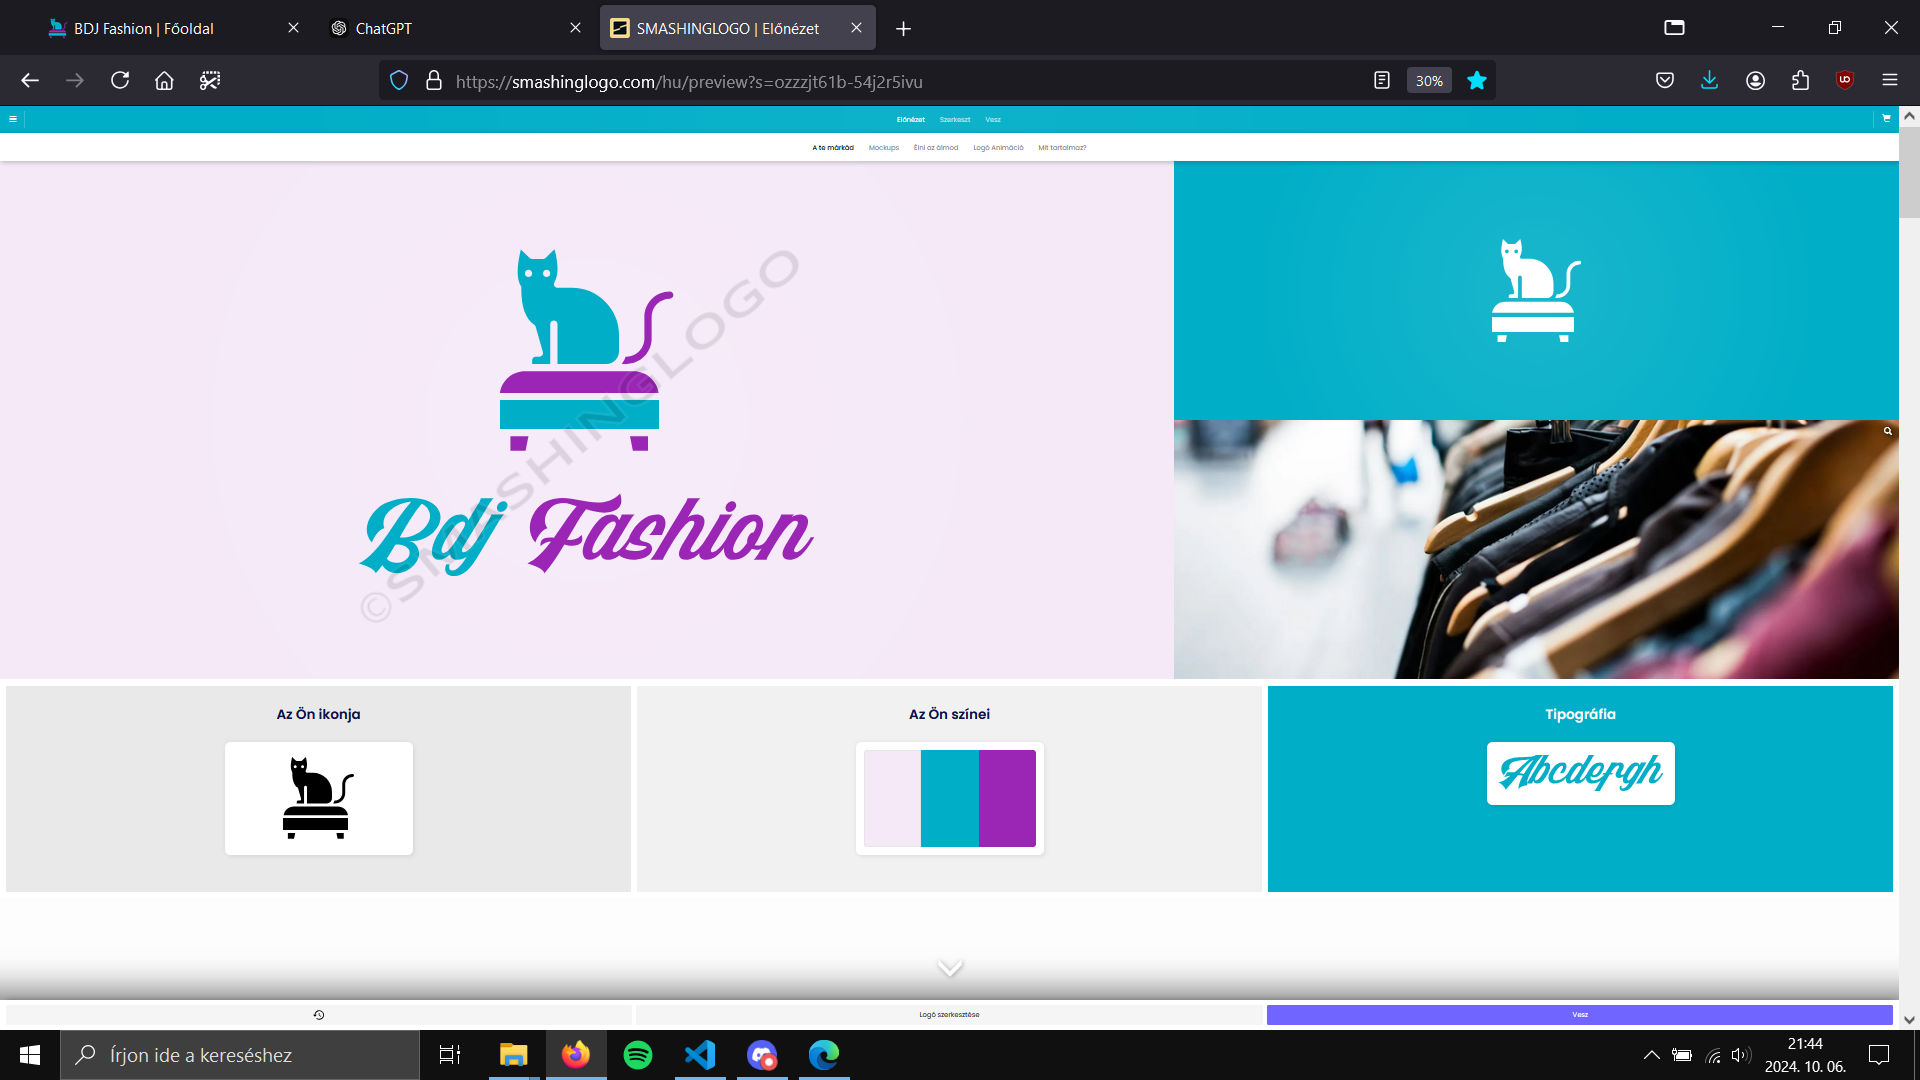 BDJ Fashion | Főoldal
ChatGPT
SMASHINGLOGO | Előnézet
https://smashinglogo.com/hu/preview?s=ozzzjt61b-54j2r5ivu
30%
Előnézet Szerkeszt Vesz
A te márkád Mockups Élni az álmod Logó Animáció Mit tartalmaz?
Bdj Fashion
©SMASHINGLOGO
Az Ön ikonja
Az Ön színei
Tipográfia
Abcdefgh
Logó szerkesztése
Vesz
Írjon ide a kereséshez
21:44
2024. 10. 06.